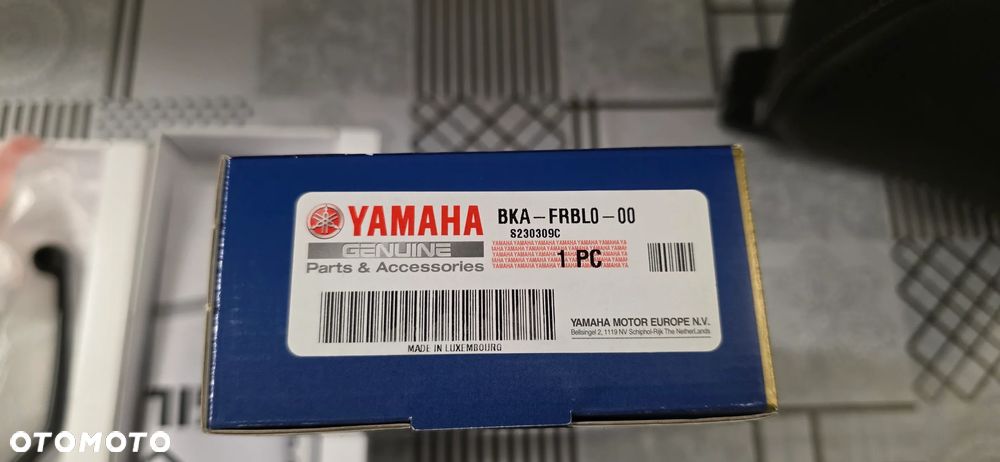 YAMAHA
GENUINE
Parts & Accessories
BKA-FRBL0-00
S230309C
1 PC
MADE IN LUXEMBOURG
YAMAHA MOTOR EUROPE N.V.
Bellsingel 2, 1119 NV Schiphol-Rijk The Netherlands
OTOMOTO